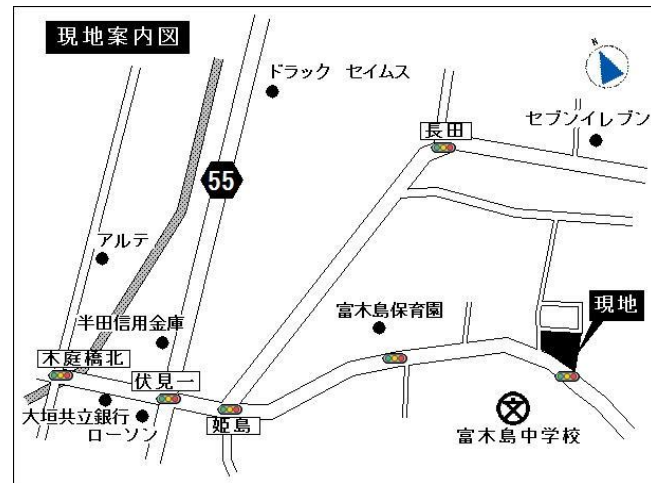 現地案内図
N
ドラック セイムス
長田
セブンイレブン
55
アルテ
半田信用金庫
富木島保育園
現地
木庭橋北
伏見一
大垣共立銀行
ローソン
姫島
富木島中学校